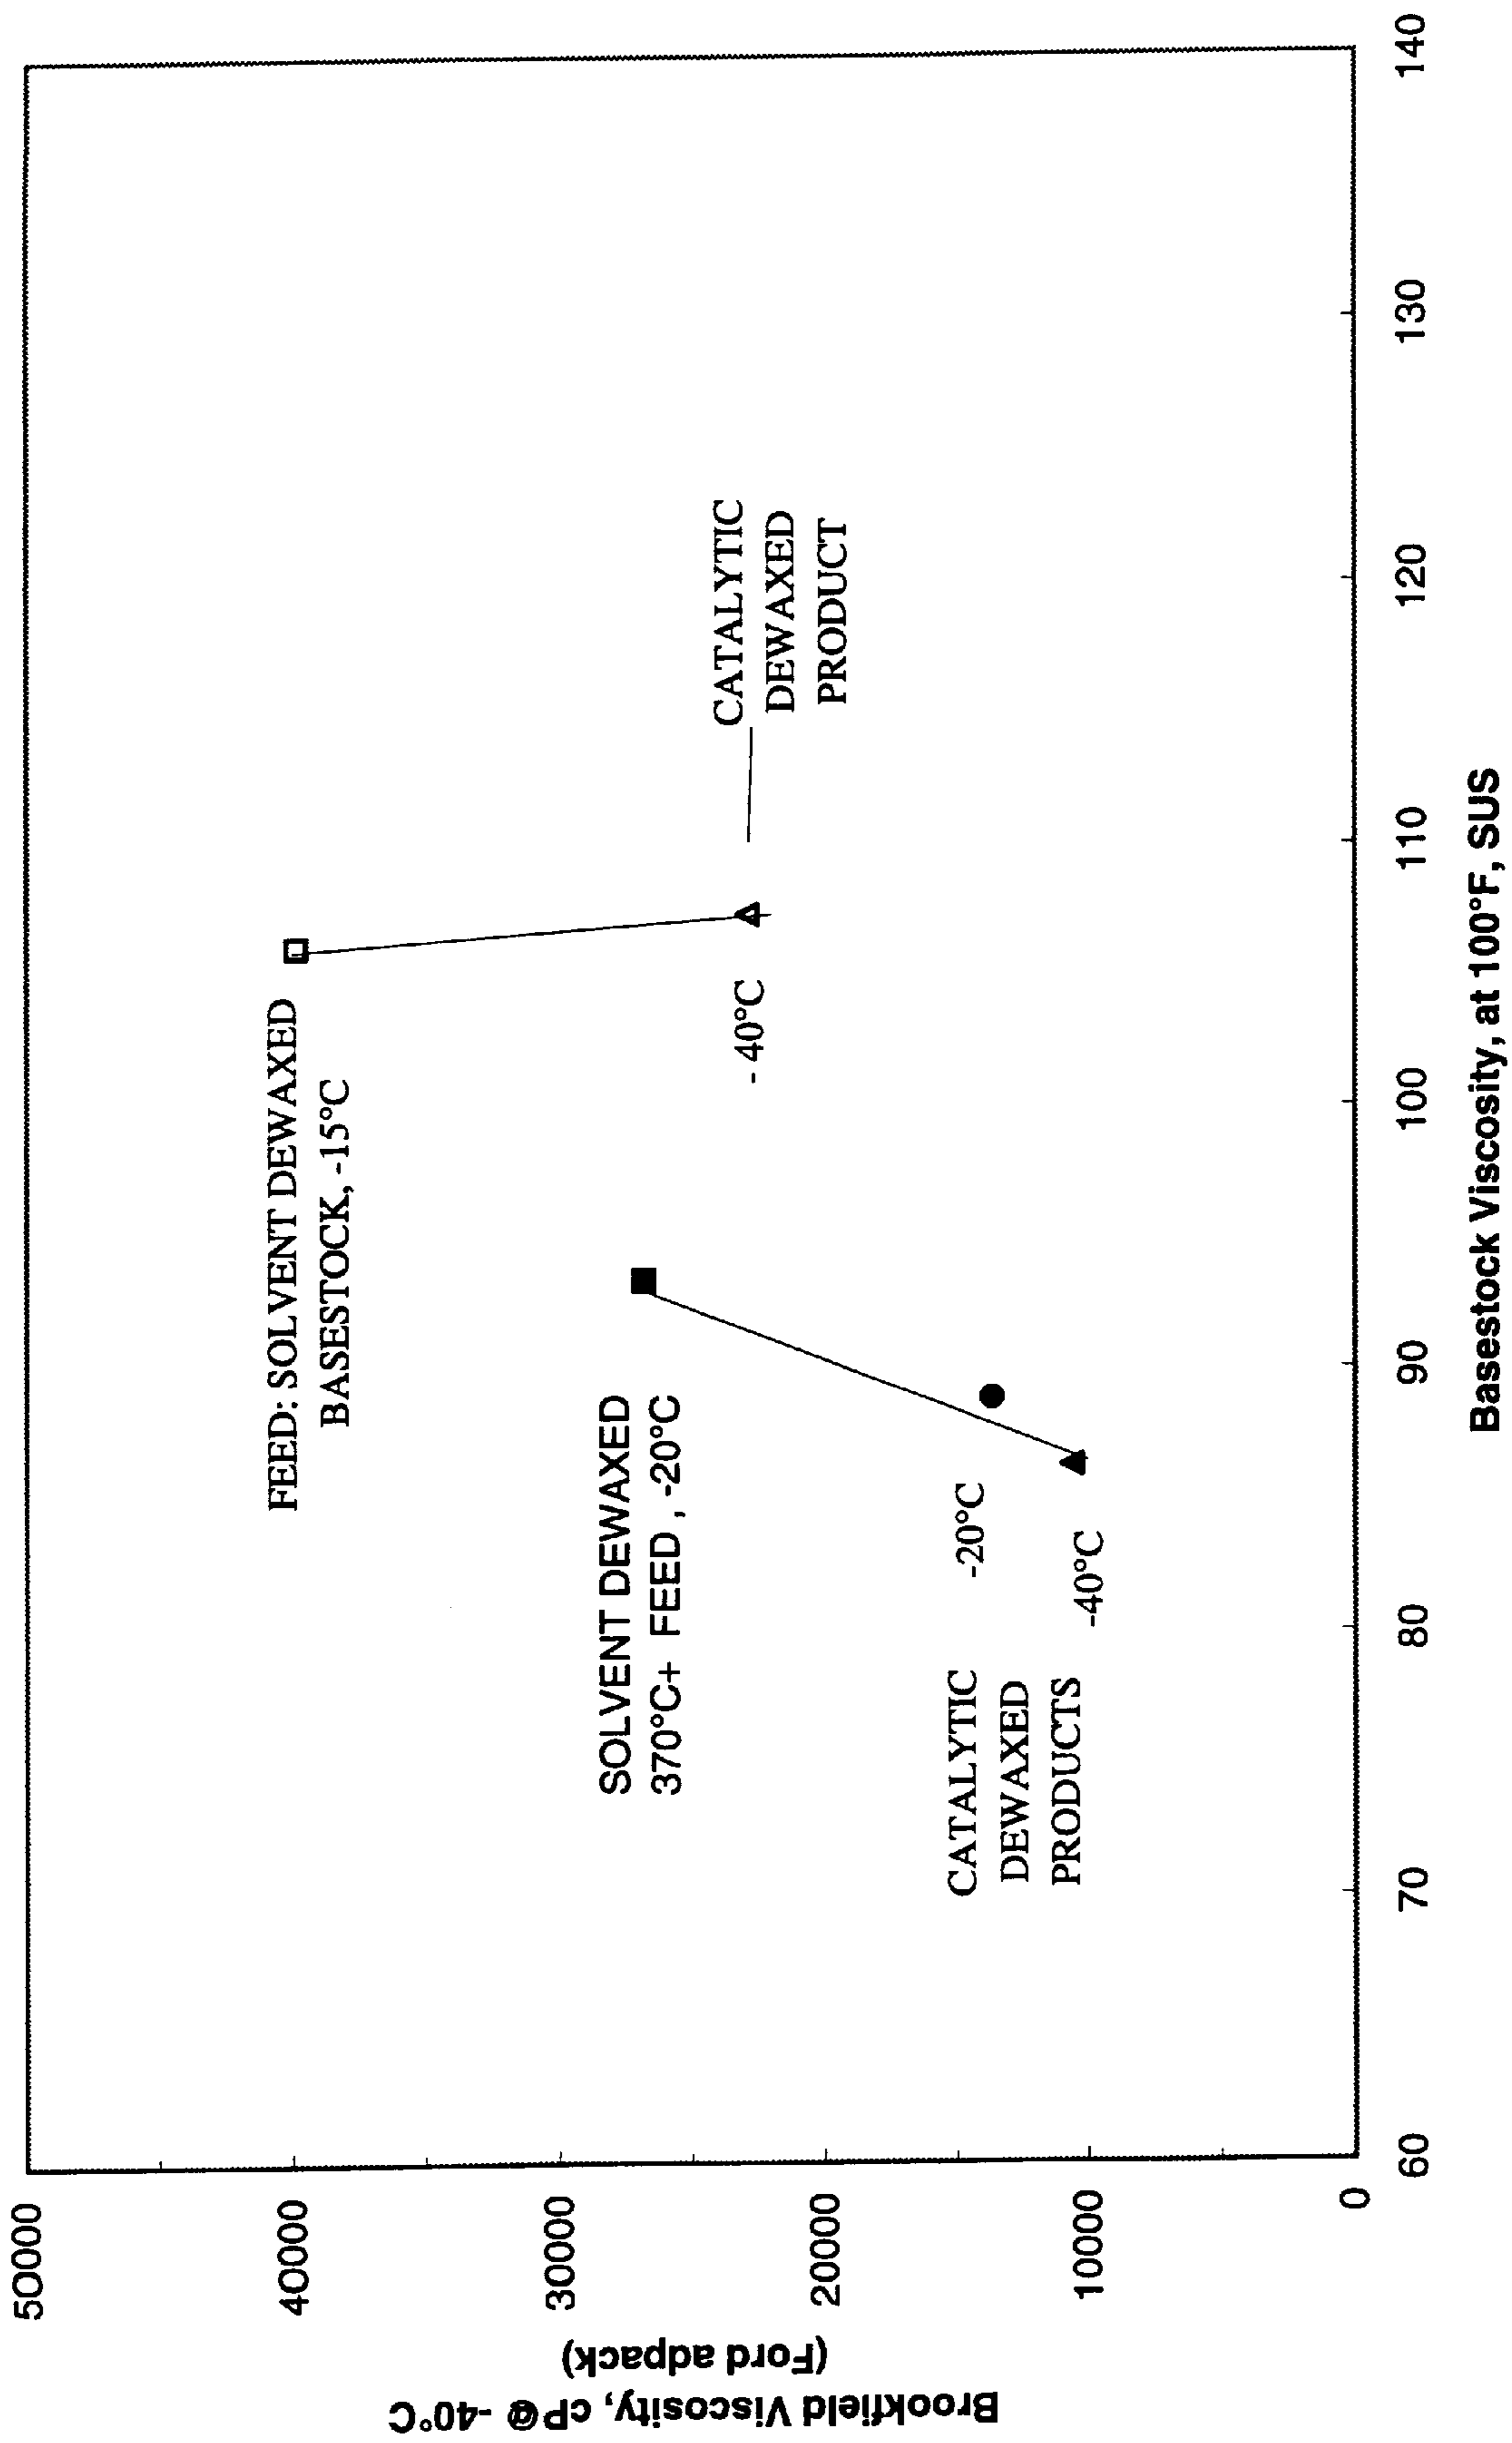 Brookfield Viscosity, cP@ -40°C
(Ford adpack)
50000
40000
30000
20000
10000
0
FEED: SOLVENT DEWAXED
BASESTOCK, -15°C
SOLVENT DEWAXED
370°C+ FEED , -20°C
- 40°C
CATALYTIC
DEWAXED
PRODUCT
-20°C
-40°C
CATALYTIC
DEWAXED
PRODUCTS
60
70
80
90
100
110
120
130
140
Basestock Viscosity, at 100°F, SUS